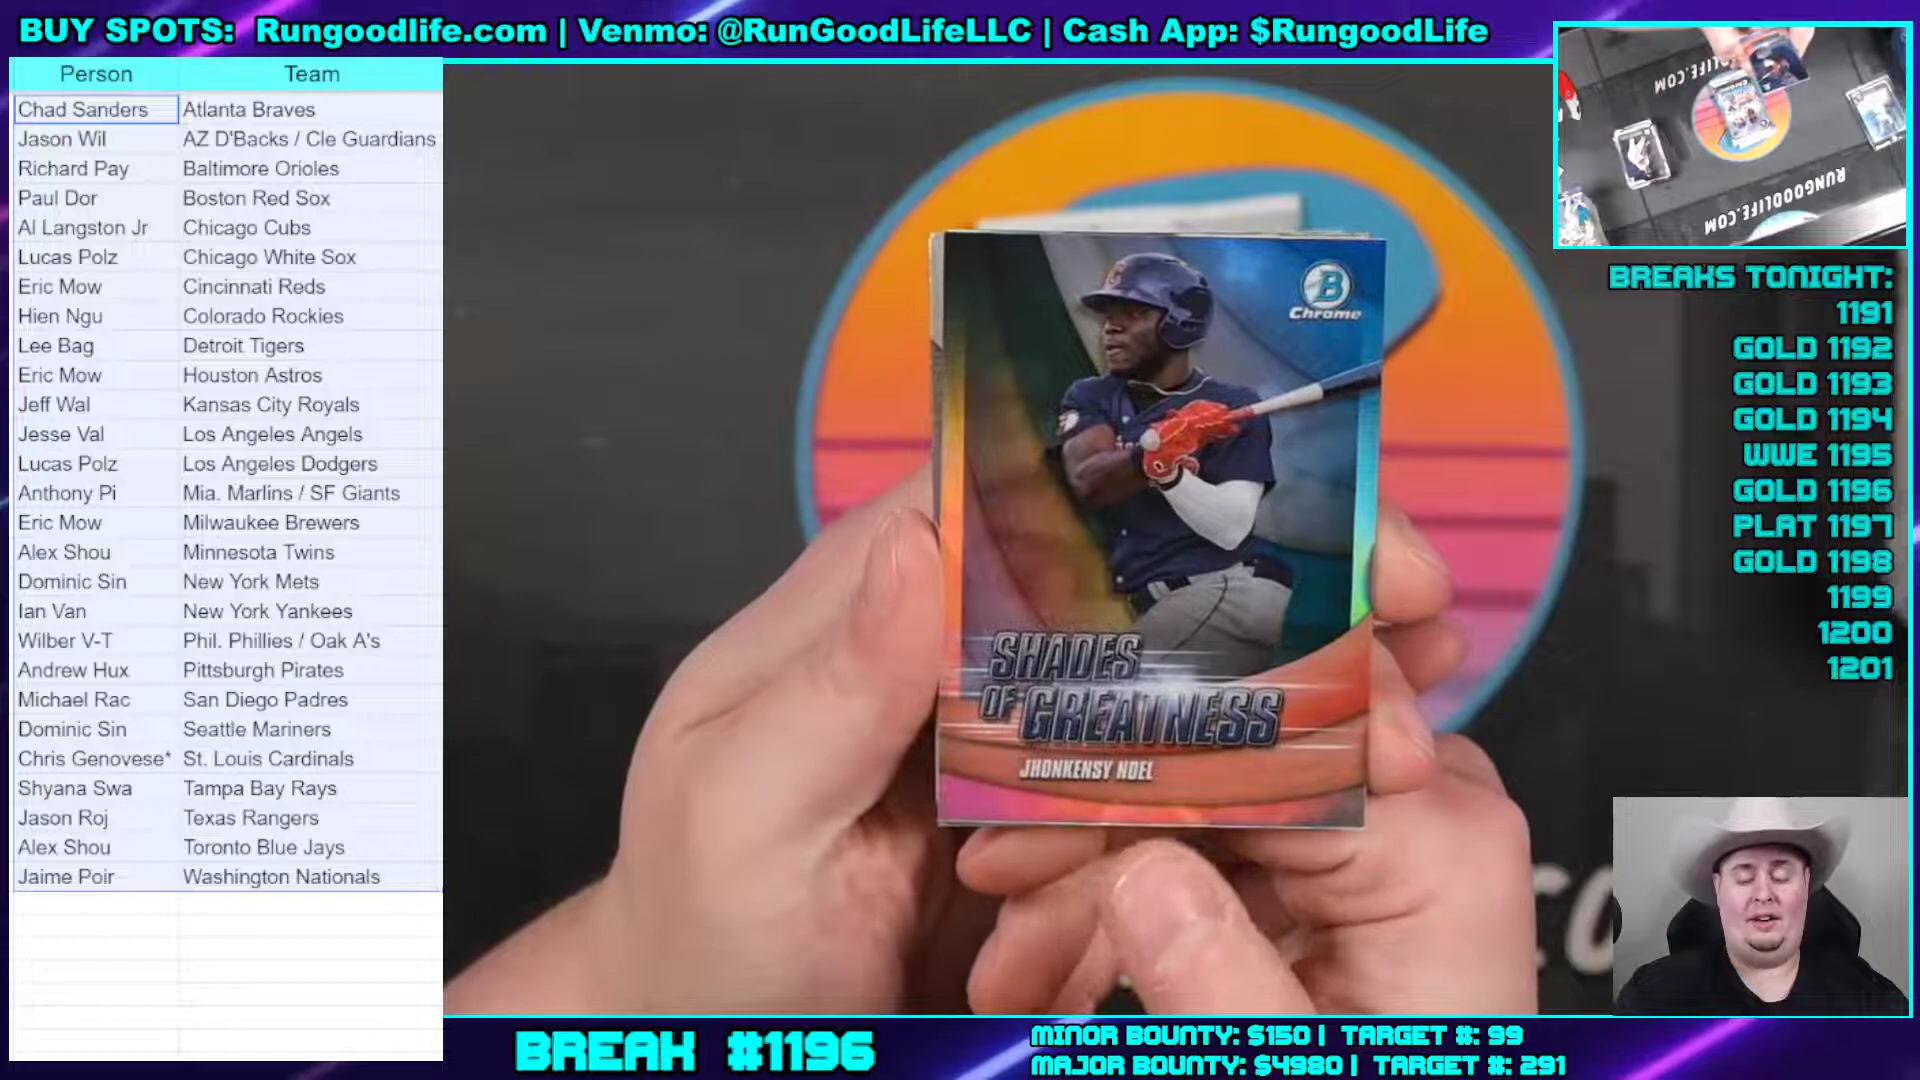 BUY SPOTS: Rungoodlife.com | Venmo: @RunGoodLifeLLC | Cash App: $RungoodLife
Person Team
Chad Sanders Atlanta Braves
Jason Wil AZ D'Backs / Cle Guardians
Richard Pay Baltimore Orioles
Paul Dor Boston Red Sox
Al Langston Jr Chicago Cubs
Lucas Polz Chicago White Sox
Eric Mow Cincinnati Reds
Hien Ngu Colorado Rockies
Lee Bag Detroit Tigers
Eric Mow Houston Astros
Jeff Wal Kansas City Royals
Jesse Val Los Angeles Angels
Lucas Polz Los Angeles Dodgers
Anthony Pi Mia. Marlins / SF Giants
Eric Mow Milwaukee Brewers
Alex Shou Minnesota Twins
Dominic Sin New York Mets
Ian Van New York Yankees
Wilber V-T Phil. Phillies / Oak A's
Andrew Hux Pittsburgh Pirates
Michael Rac San Diego Padres
Dominic Sin Seattle Mariners
Chris Genovese* St. Louis Cardinals
Shyana Swa Tampa Bay Rays
Jason Roj Texas Rangers
Alex Shou Toronto Blue Jays
Jaime Poir Washington Nationals
B
Chrome
SHADES
OF GREATNESS
JHONKENSY NOEL
RUNGOODLIFE.COM
BREAKS TONIGHT:
1191
GOLD 1192
GOLD 1193
GOLD 1194
WWE 1195
GOLD 1196
PLAT 1197
GOLD 1198
1199
1200
1201
BREAK #1196
MINOR BOUNTY: $150 | TARGET #: 99
MAJOR BOUNTY: $4980 | TARGET #: 291